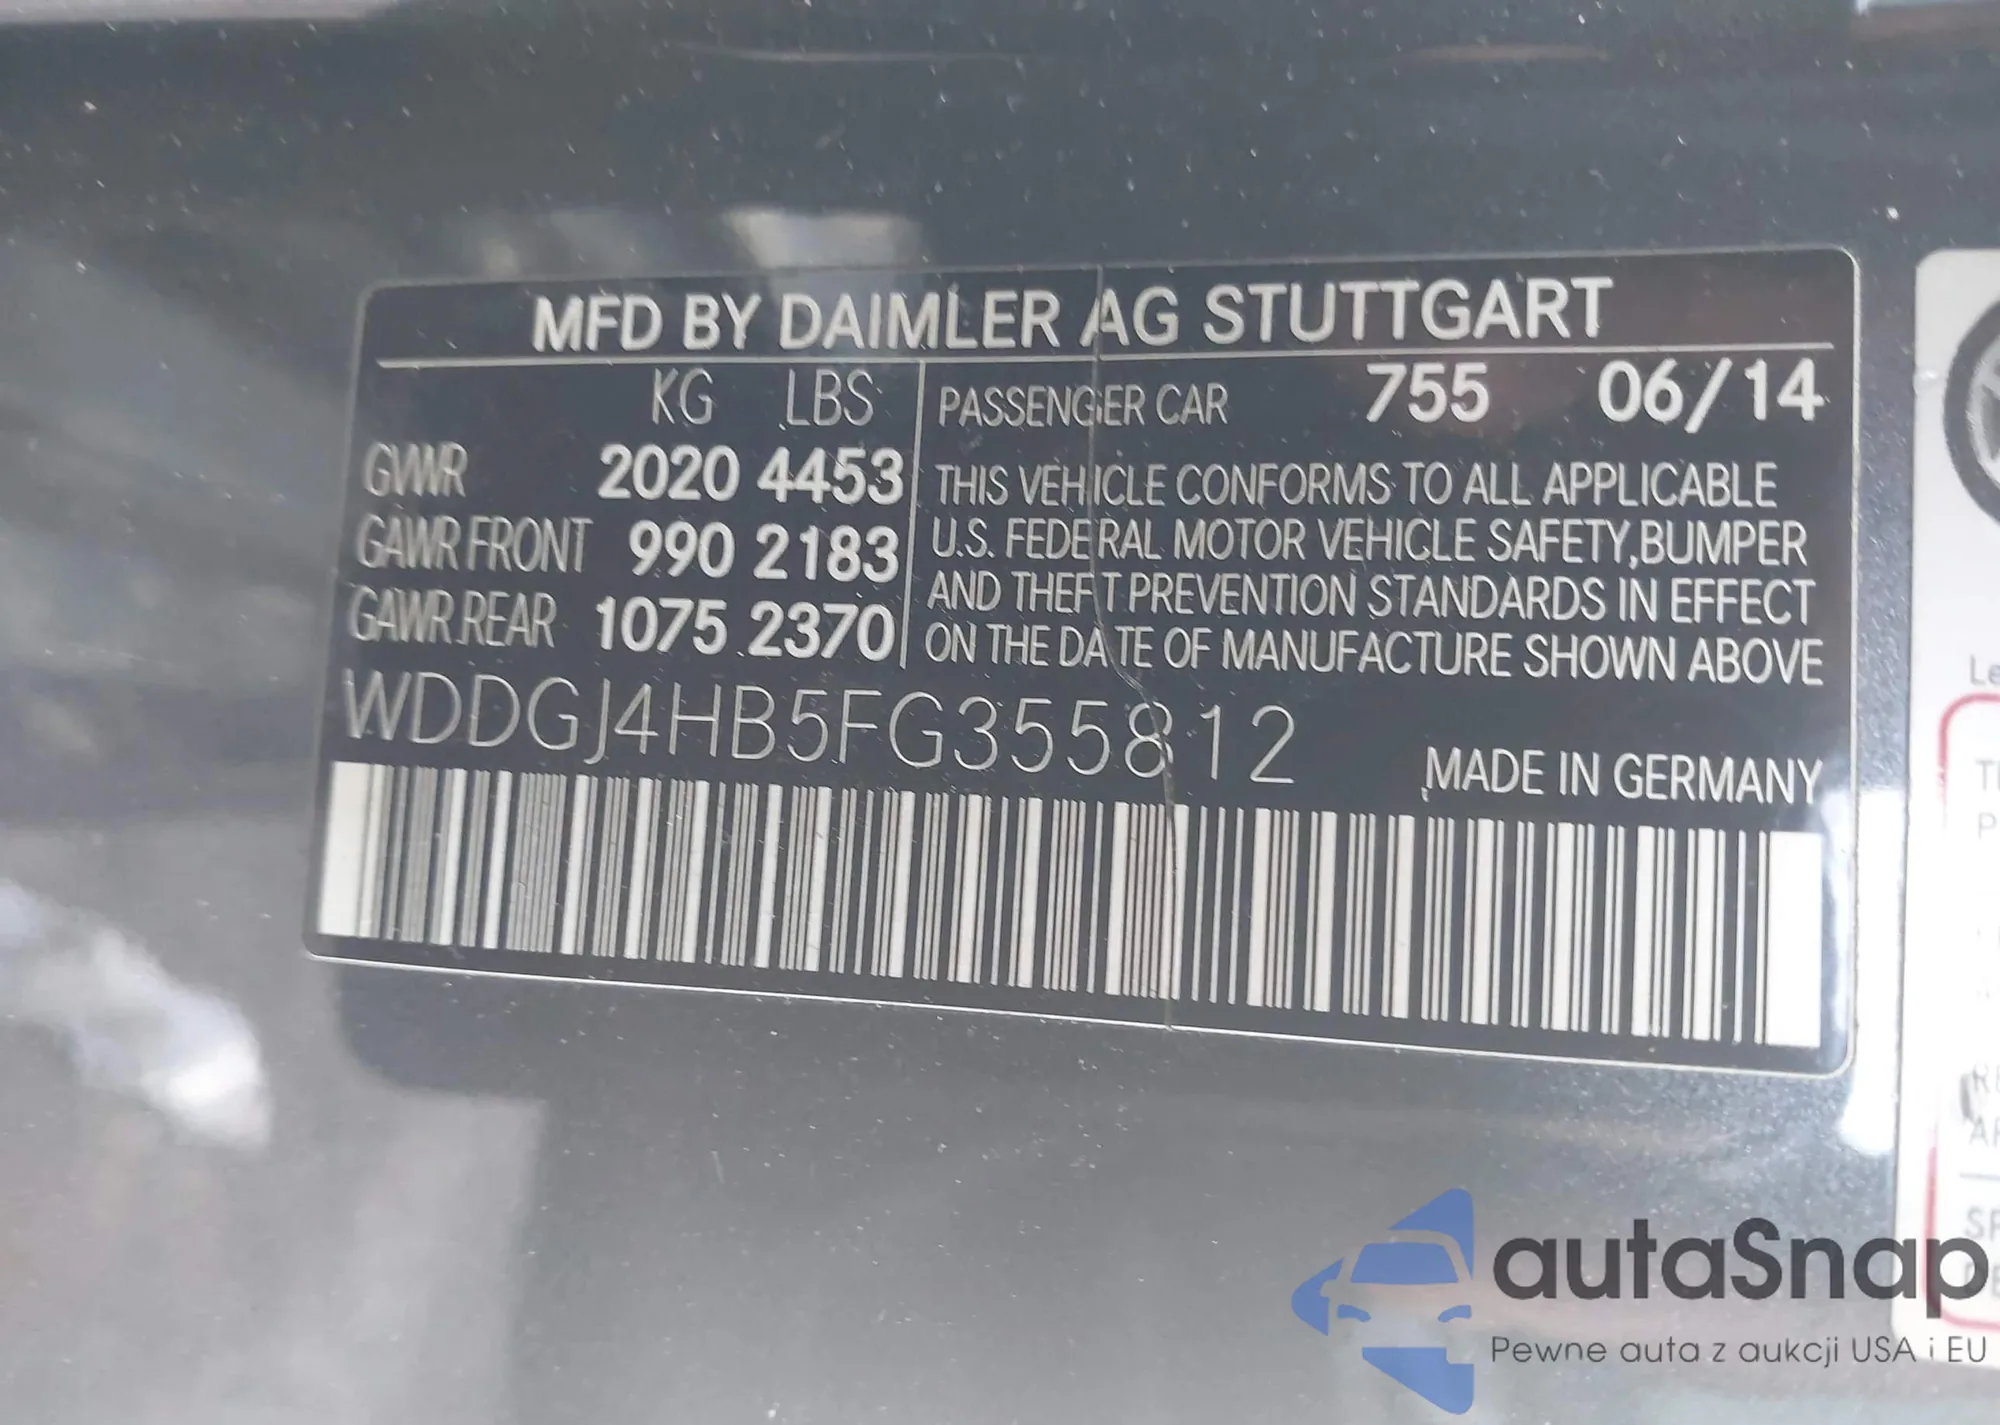 MFD BY DAIMLER AG STUTTGART
KG LBS
GVWR 2020 4453
GAWR FRONT 990 2183
GAWR REAR 1075 2370
PASSENGER CAR 755 06/14
THIS VEHICLE CONFORMS TO ALL APPLICABLE
U.S. FEDERAL MOTOR VEHICLE SAFETY,BUMPER
AND THEFT PREVENTION STANDARDS IN EFFECT
ON THE DATE OF MANUFACTURE SHOWN ABOVE
WDDGJ4HB5FG355812
MADE IN GERMANY
autaSnap
Pewne auta z aukcji USA i EU